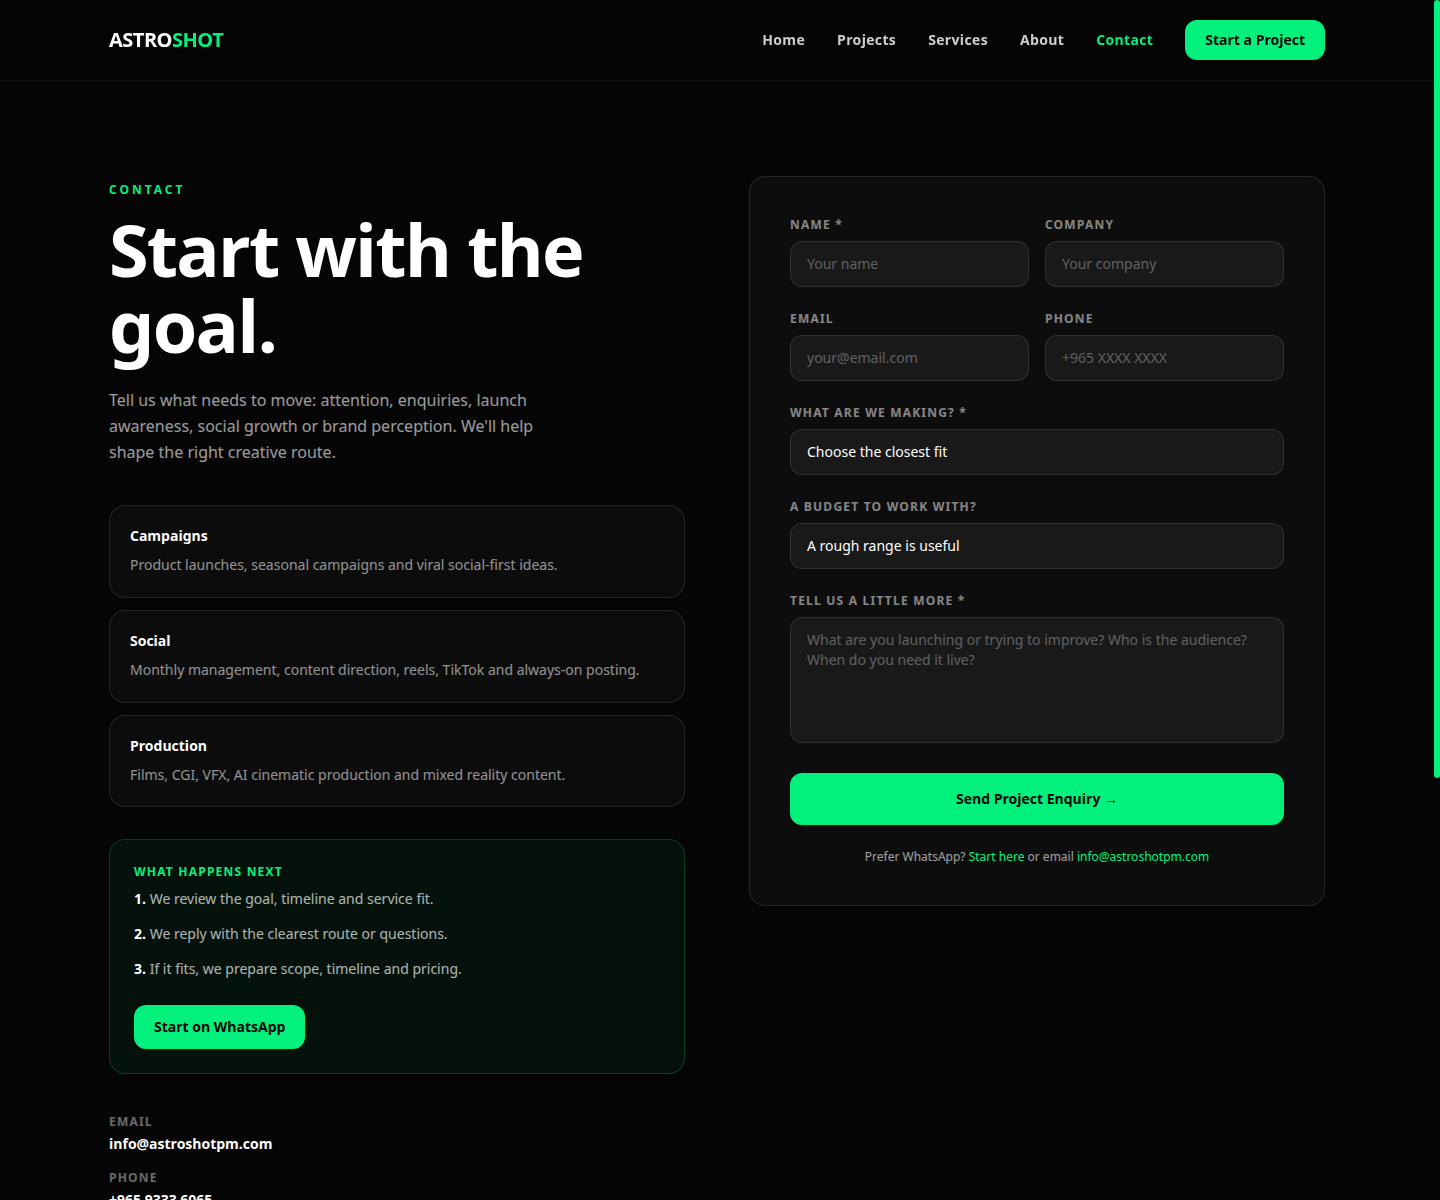 ASTROSHOT
Home
Projects
Services
About
Contact
Start a Project
CONTACT
Start with the
goal.
Tell us what needs to move: attention, enquiries, launch
awareness, social growth or brand perception. We'll help
shape the right creative route.
Campaigns
Product launches, seasonal campaigns and viral social-first ideas.
Social
Monthly management, content direction, reels, TikTok and always-on posting.
Production
Films, CGI, VFX, AI cinematic production and mixed reality content.
WHAT HAPPENS NEXT
1. We review the goal, timeline and service fit.
2. We reply with the clearest route or questions.
3. If it fits, we prepare scope, timeline and pricing.
Start on WhatsApp
EMAIL
info@astroshotpm.com
PHONE
+965 9333 6065
NAME *
Your name
COMPANY
Your company
EMAIL
your@email.com
PHONE
+965 XXXX XXXX
WHAT ARE WE MAKING? *
Choose the closest fit
A BUDGET TO WORK WITH?
A rough range is useful
TELL US A LITTLE MORE *
What are you launching or trying to improve? Who is the audience?
When do you need it live?
Send Project Enquiry →
Prefer WhatsApp? Start here or email info@astroshotpm.com